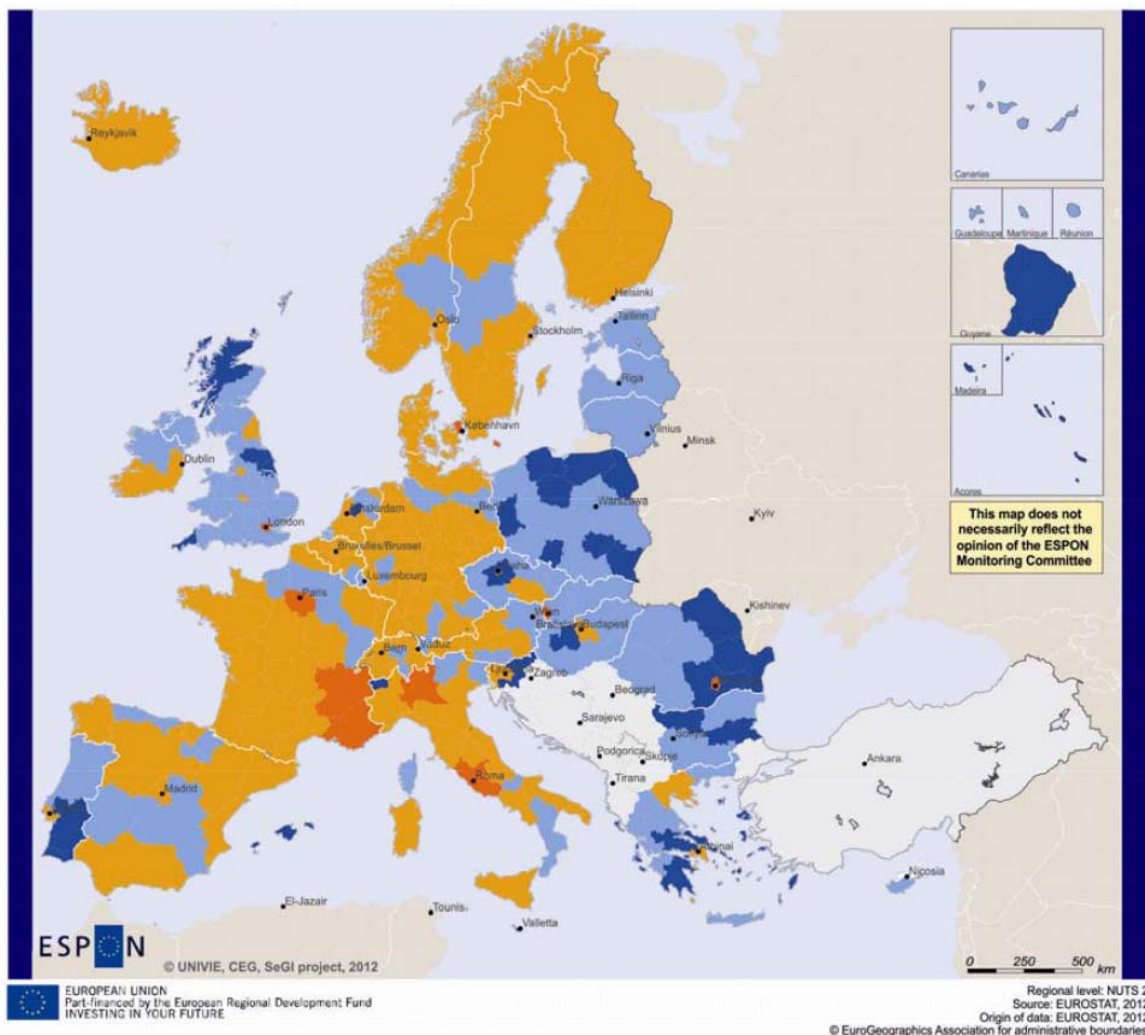 Reykjavik
Canarias
Guadeloupe
Martinique
Réunion
Guyane
Madeira
Acores
This map does not
necessarily reflect the
opinion of the ESPON
Monitoring Committee
Helsinki
Tallinn
Oslo
Stockholm
Riga
København
Vilnius
Minsk
Dublin
London
Warszawa
Kyiv
Bruxelles/Brussel
Luxembourg
Paris
Kishinev
Budapest
Bern
Vaduz
Zagreb
Beograd
Sarajevo
Podgorica
Skopje
Tirana
Ankara
Roma
Madrid
Nicosia
El-Jazair
Tounis
Valletta
ESPON
© UNIVIE, CEG, SeGI project, 2012
0 250 500
km
EUROPEAN UNION
Part-financed by the European Regional Development Fund
INVESTING IN YOUR FUTURE
Regional level: NUTS 2
Source: EUROSTAT, 2012
Origin of data: EUROSTAT, 2012
© EuroGeographics Association for administrative boundaries